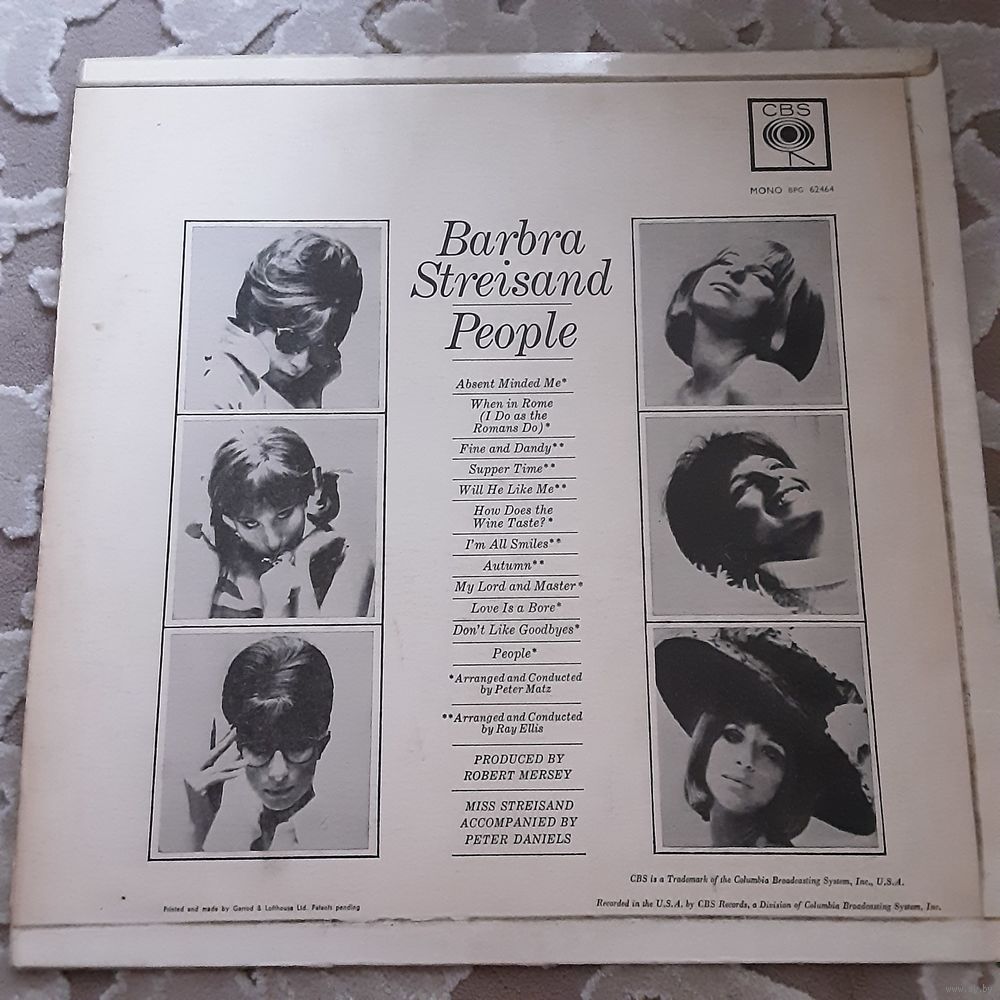 CBS
MONO BPG 62464
Barbra
Streisand
People
Absent Minded Me*
When in Rome
(I Do as the
Romans Do)*
Fine and Dandy**
Supper Time**
Will He Like Me**
How Does the
Wine Taste?*
I'm All Smiles**
Autumn**
My Lord and Master*
Love Is a Bore*
Don't Like Goodbyes*
People*
*Arranged and Conducted
by Peter Matz
**Arranged and Conducted
by Ray Ellis
PRODUCED BY
ROBERT MERSEY
MISS STREISAND
ACCOMPANIED BY
PETER DANIELS
CBS is a Trademark of the Columbia Broadcasting System, Inc., U.S.A.
Recorded in the U.S.A. by CBS Records, a Division of Columbia Broadcasting System, Inc.
Printed and made by Garrod & Lofthouse Ltd. Patents pending